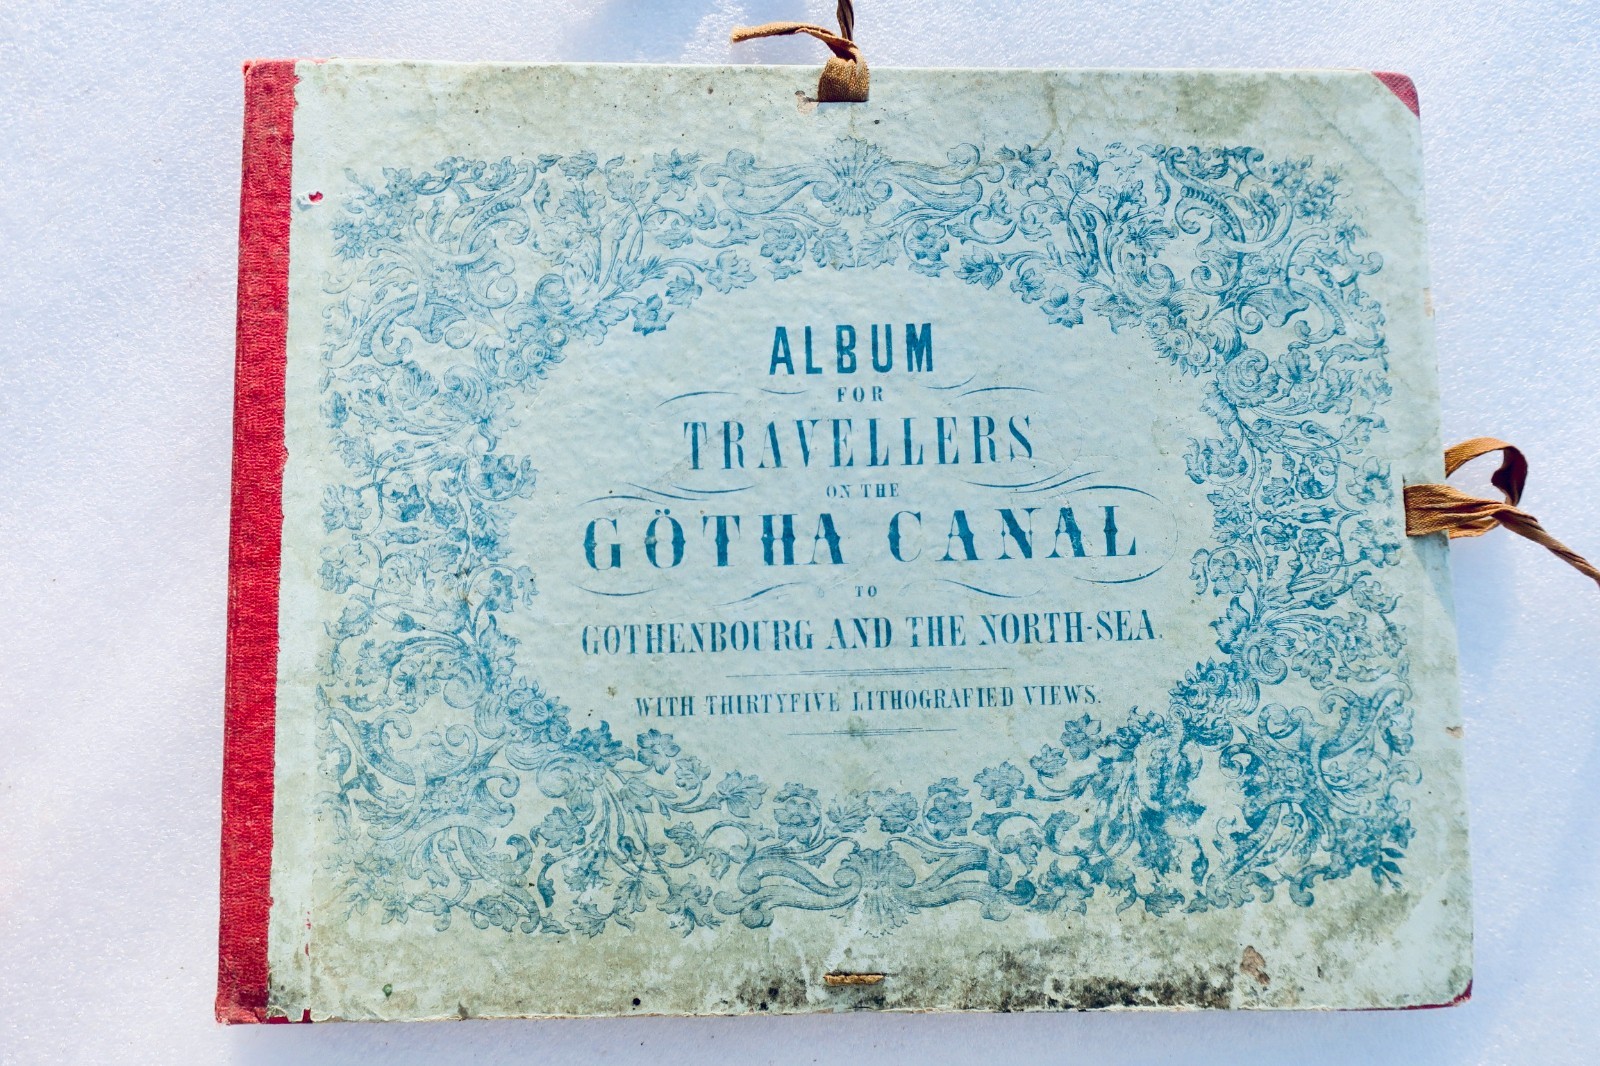 ALBUM
FOR
TRAVELLERS
ON THE
GÖTHA CANAL
TO
GOTHENBOURG AND THE NORTH-SEA.
WITH THIRTYFIVE LITHOGRAFIED VIEWS.